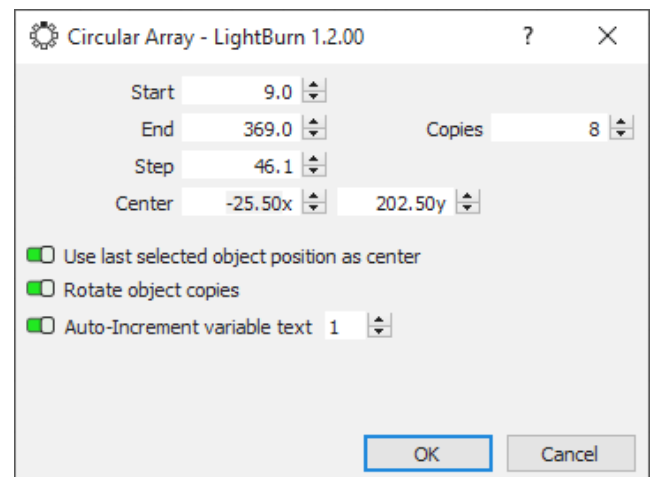 Circular Array - LightBurn 1.2.00 ?
Start 9.0
End 369.0 Copies 8
Step 46.1
Center -25.50x 202.50y
Use last selected object position as center
Rotate object copies
Auto-Increment variable text 1
OK Cancel